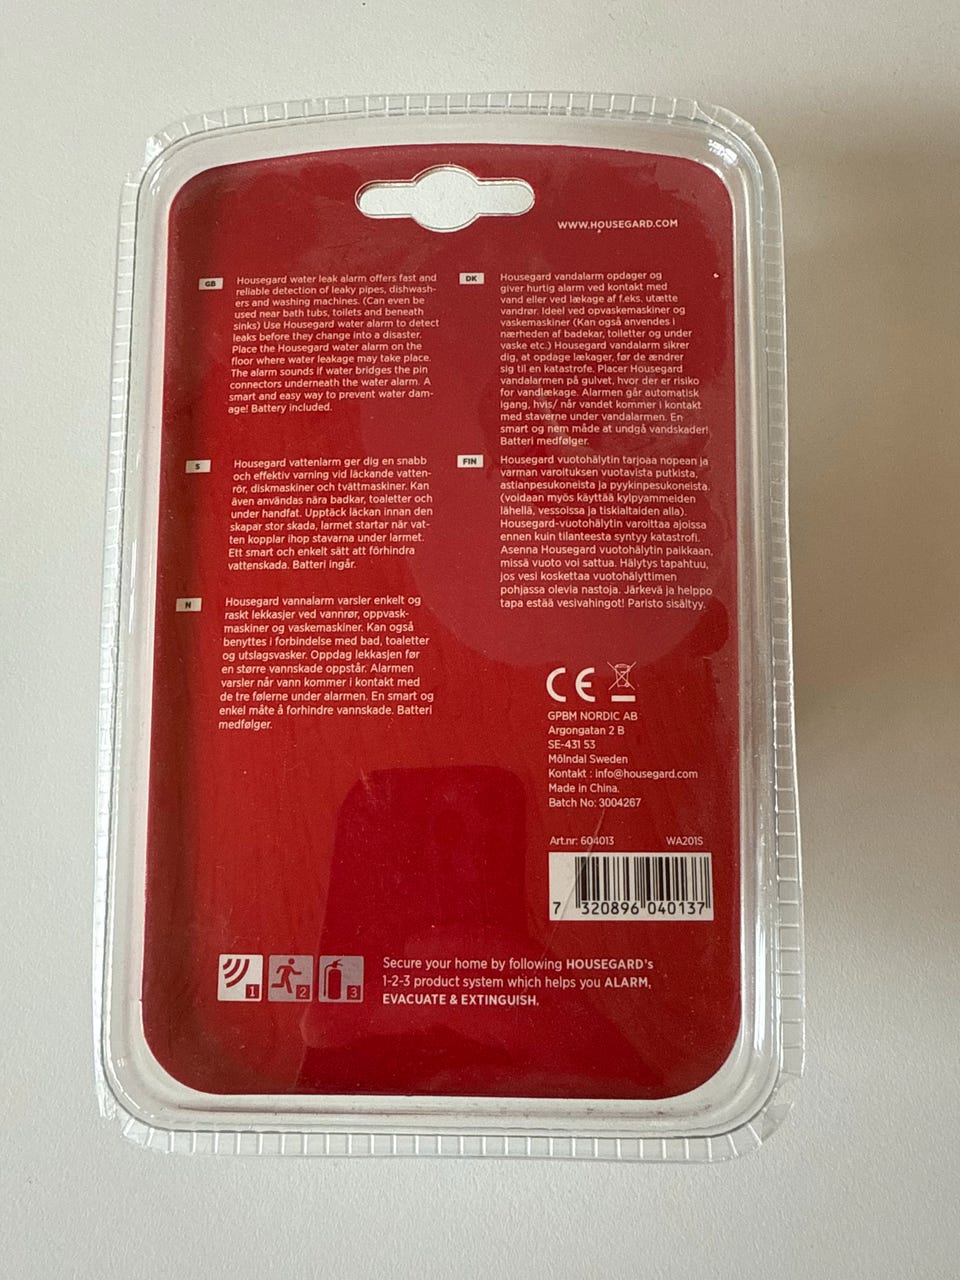 WWW.HOUSEGARD.COM
GB
Housegard water leak alarm offers fast and
reliable detection of leaky pipes, dishwash-
ers and washing machines. (Can even be
used near bath tubs, toilets and beneath
sinks) Use Housegard water alarm to detect
leaks before they change into a disaster.
Place the Housegard water alarm on the
floor where water leakage may take place.
The alarm sounds if water bridges the pin
connectors underneath the water alarm. A
smart and easy way to prevent water dam-
age! Battery included.
S
Housegard vattenlarm ger dig en snabb
och effektiv varning vid läckande vatten-
rör, diskmaskiner och tvättmaskiner. Kan
även användas nära badkar, toaletter och
under handfat. Upptäck läckan innan den
skapar stor skada, larmet startar när vat-
ten kopplar ihop stavarna under larmet.
Ett smart och enkelt sätt att förhindra
vattenskada. Batteri ingår.
N
Housegard vannalarm varsler enkelt og
raskt lekkasjer ved vannrør, oppvask-
maskiner og vaskemaskiner. Kan også
benyttes i forbindelse med bad, toaletter
og utslagsvasker. Oppdag lekkasjen før
en større vannskade oppstår. Alarmen
varsler når vann kommer i kontakt med
de tre følerne under alarmen. En smart og
enkel måte å forhindre vannskade. Batteri
medfølger.
DK
Housegard vandalarm opdager og
giver hurtig alarm ved kontakt med
vand eller ved lækage af f.eks. utætte
vandrør. Ideel ved opvaskemaskiner og
vaskemaskiner (Kan også anvendes i
nærheden af badekar, toiletter og under
vaske etc.) Housegard vandalarm sikrer
dig, at opdage lækager, før de ændrer
sig til en katastrofe. Placer Housegard
vandalarmen på gulvet, hvor der er risiko
for vandlækage. Alarmen går automatisk
igang, hvis/ når vandet kommer i kontakt
med staverne under vandalarmen. En
smart og nem måde at undgå vandskader!
Batteri medfølger.
FIN
Housegard vuotohälytin tarjoaa nopean ja
varman varoituksen vuotavista putkista,
astianpesukoneista ja pyykinpesukoneista.
(voidaan myös käyttää kylpyammeiden
lähellä, vessoissa ja tiskialtaiden alla).
Housegard-vuotohälytin varoittaa ajoissa
ennen kuin tilanteesta syntyy katastrofi.
Asenna Housegard vuotohälytin paikkaan,
missä vuoto voi sattua. Hälytys tapahtuu,
jos vesi koskettaa vuotohälyttimen
pohjassa olevia nastoja. Järkevä ja helppo
tapa estää vesivahingot! Paristo sisältyy.
CE
GPBM NORDIC AB
Argongatan 2 B
SE-431 53
Mölndal Sweden
Kontakt : info@housegard.com
Made in China.
Batch No: 3004267
Art.nr: 604013 WA201S
7 320896 040137
1 2 3
Secure your home by following HOUSEGARD's
1-2-3 product system which helps you ALARM,
EVACUATE & EXTINGUISH.